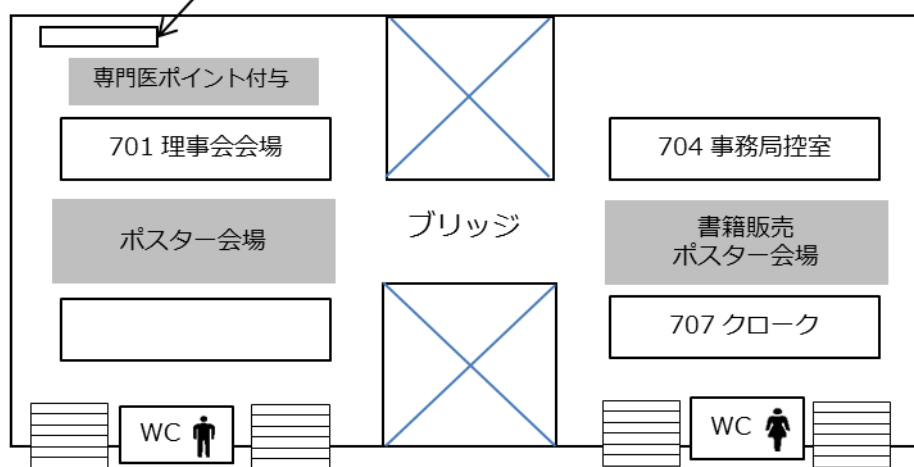 専門医ポイント付与
701 理事会会場
704 事務局控室
ポスター会場
ブリッジ
書籍販売
ポスター会場
707 クローク
WC
WC